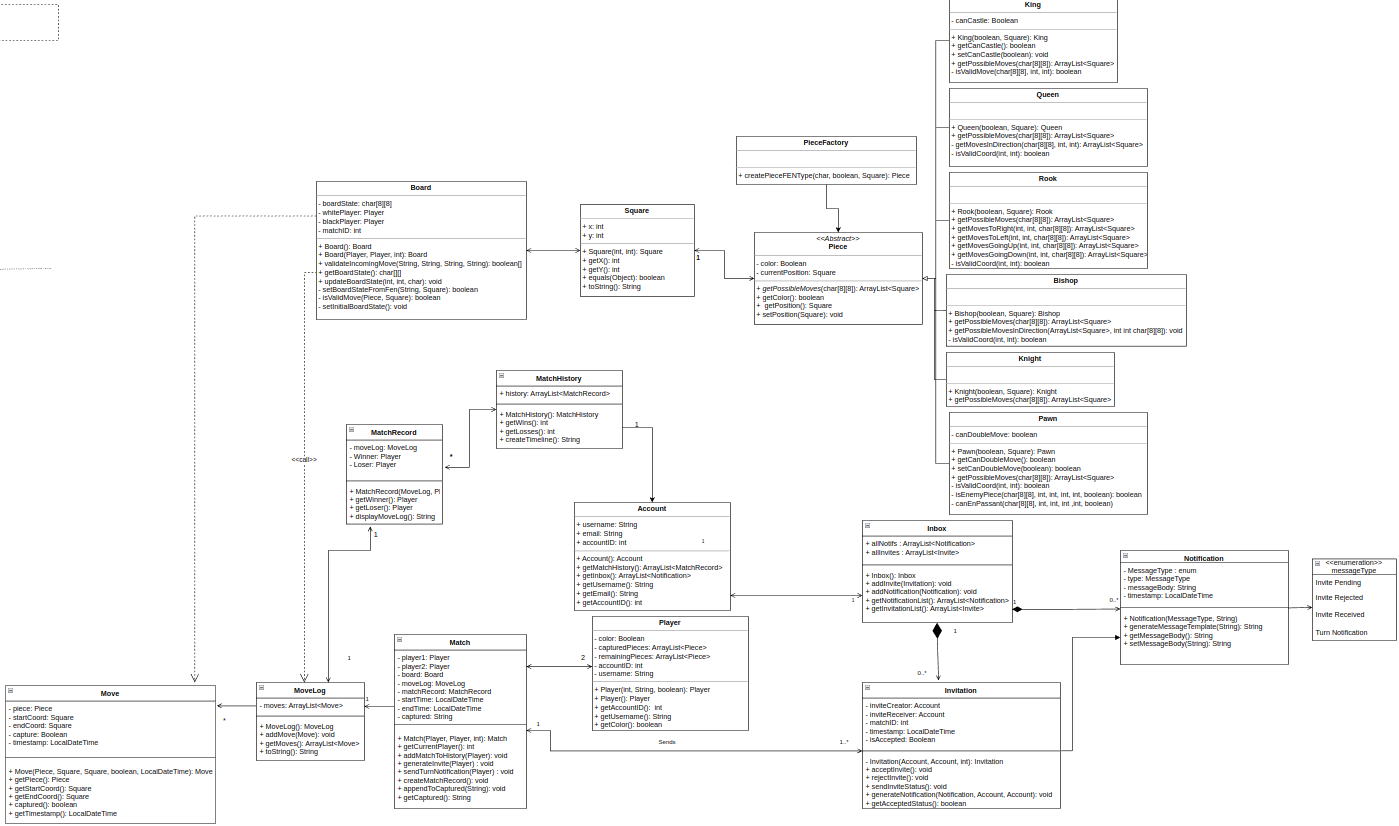 King
- canCastle: Boolean
+ King(boolean, Square): King
+ getCanCastle(): boolean
+ setCanCastle(boolean): void
+ getPossibleMoves(char[8][8]): ArrayList<Square>
- isValidMove(char[8][8], int, int): boolean
Queen
+ Queen(boolean, Square): Queen
+ getPossibleMoves(char[8][8]): ArrayList<Square>
- getMovesInDirection(char[8][8], int, int): ArrayList<Square>
- isValidCoord(int, int): boolean
PieceFactory
+ createPieceFENType(char, boolean, Square): Piece
Rook
+ Rook(boolean, Square): Rook
+ getPossibleMoves(char[8][8]): ArrayList<Square>
+ getMovesToRight(int, int, char[8][8]): ArrayList<Square>
+ getMovesToLeft(int, int, char[8][8]): ArrayList<Square>
+ getMovesGoingUp(int, int, char[8][8]): ArrayList<Square>
+ getMovesGoingDown(int, int, char[8][8]): ArrayList<Square>
- isValidCoord(int, int): boolean
Board
- boardState: char[8][8]
- whitePlayer: Player
- blackPlayer: Player
- matchID: int
+ Board(): Board
+ Board(Player, Player, int): Board
+ validateIncomingMove(String, String, String, String): boolean[]
+ getBoardState(): char[][]
+ updateBoardState(int, int, char): void
- setBoardStateFromFen(String, Square): boolean
- isValidMove(Piece, Square): boolean
- setInitialBoardState(): void
Square
+ x: int
+ y: int
+ Square(int, int): Square
+ getX(): int
+ getY(): int
+ equals(Object): boolean
+ toString(): String
1
<<Abstract>>
Piece
- color: Boolean
- currentPosition: Square
+ getPossibleMoves(char[8][8]): ArrayList<Square>
+ getColor(): boolean
+ getPosition(): Square
+ setPosition(Square): void
Bishop
+ Bishop(boolean, Square): Bishop
+ getPossibleMoves(char[8][8]): ArrayList<Square>
+ getPossibleMovesInDirection(ArrayList<Square>, int int char[8][8]): void
- isValidCoord(int, int): boolean
Knight
+ Knight(boolean, Square): Knight
+ getPossibleMoves(char[8][8]): ArrayList<Square>
Pawn
- canDoubleMove: boolean
+ Pawn(boolean, Square): Pawn
+ getCanDoubleMove(): boolean
+ setCanDoubleMove(boolean): boolean
+ getPossibleMoves(char[8][8]): ArrayList<Square>
- isValidCoord(int, int): boolean
- isEnemyPiece(char[8][8], int, int, int, int, boolean): boolean
- canEnPassant(char[8][8], int, int, int ,int, boolean)
MatchHistory
+ history: ArrayList<MatchRecord>
+ MatchHistory(): MatchHistory
+ getWins(): int
+ getLosses(): int
+ createTimeline(): String
1
MatchRecord
- moveLog: MoveLog
- Winner: Player
- Loser: Player
+ MatchRecord(MoveLog, Pl
+ getWinner(): Player
+ getLoser(): Player
+ displayMoveLog(): String
*
1
<<call>>
Account
+ username: String
+ email: String
+ accountID: int
1
+ Account(): Account
+ getMatchHistory(): ArrayList<MatchRecord>
+ getInbox(): ArrayList<Notification>
+ getUsername(): String
+ getEmail(): String
+ getAccountID(): int
1
Inbox
+ allNotifs : ArrayList<Notification>
+ allInvites : ArrayList<Invite>
+ Inbox(): Inbox
+ addInvite(Invitation): void
+ addNotification(Notification): void
+ getNotificationList(): ArrayList<Notification>
+ getInvitationList(): ArrayList<Invite>
1
0..*
1
0..*
Notification
- MessageType : enum
- type: MessageType
- messageBody: String
- timestamp: LocalDateTime
+ Notification(MessageType, String)
+ generateMessageTemplate(String): String
+ getMessageBody(): String
+ setMessageBody(String): String
<<enumeration>>
messageType
Invite Pending
Invite Rejected
Invite Received
Turn Notification
Player
- color: Boolean
- capturedPieces: ArrayList<Piece>
- remainingPieces: ArrayList<Piece>
- accountID: int
- username: String
+ Player(int, String, boolean): Player
+ Player(): Player
+ getAccountID(): int
+ getUsername(): String
+ getColor(): boolean
2
Match
- player1: Player
- player2: Player
- board: Board
- moveLog: MoveLog
- matchRecord: MatchRecord
- startTime: LocalDateTime
- endTime: LocalDateTime
- captured: String
+ Match(Player, Player, int): Match
+ getCurrentPlayer(): int
+ addMatchToHistory(Player): void
+ generateInvite(Player) : void
+ sendTurnNotification(Player) : void
+ createMatchRecord(): void
+ appendToCaptured(String): void
+ getCaptured(): String
1
Sends
1..*
1
1
MoveLog
- moves: ArrayList<Move>
+ MoveLog(): MoveLog
+ addMove(Move): void
+ getMoves(): ArrayList<Move>
+ toString(): String
*
Move
- piece: Piece
- startCoord: Square
- endCoord: Square
- capture: Boolean
- timestamp: LocalDateTime
+ Move(Piece, Square, Square, boolean, LocalDateTime): Move
+ getPiece(): Piece
+ getStartCoord(): Square
+ getEndCoord(): Square
+ captured(): boolean
+ getTimestamp(): LocalDateTime
Invitation
- inviteCreator: Account
- inviteReceiver: Account
- matchID: int
- timestamp: LocalDateTime
- isAccepted: Boolean
- Invitation(Account, Account, int): Invitation
+ acceptInvite(): void
+ rejectInvite(): void
+ sendInviteStatus(): void
+ generateNotification(Notification, Account, Account): void
+ getAcceptedStatus(): boolean